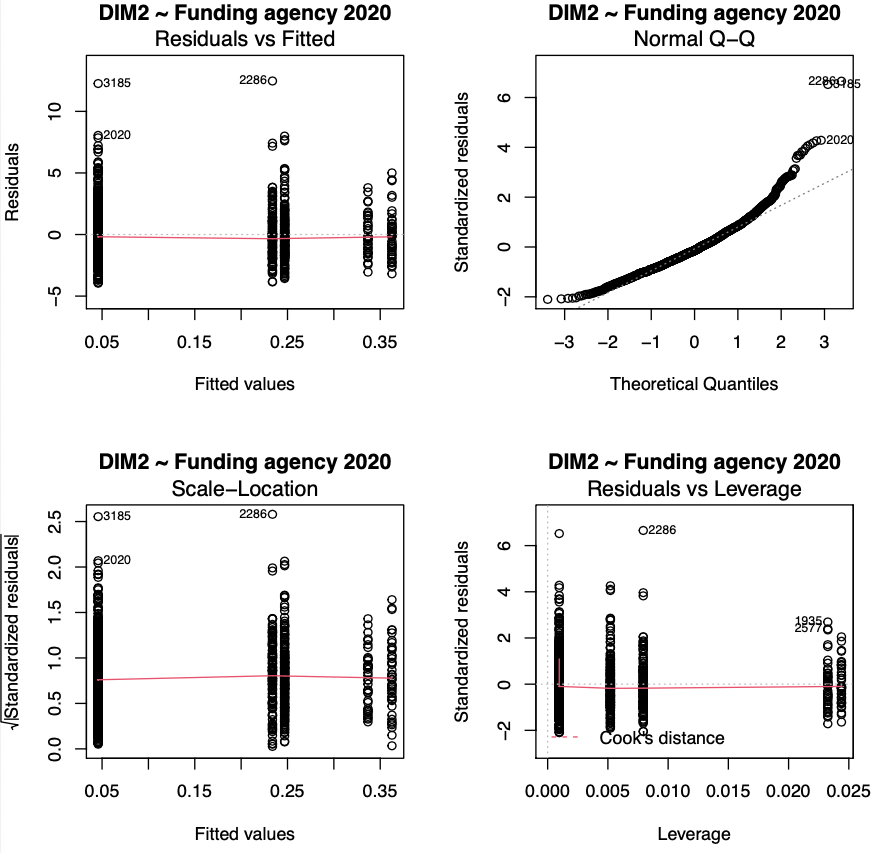 DIM2 ~ Funding agency 2020
Residuals vs Fitted
Residuals
10
5
0
−5
3185
2286
2020
0.05 0.15 0.25 0.35
Fitted values
DIM2 ~ Funding agency 2020
Normal Q−Q
Standardized residuals
6
4
2
0
−2
2286
3185
2020
−3 −2 −1 0 1 2 3
Theoretical Quantiles
DIM2 ~ Funding agency 2020
Scale−Location
√|Standardized residuals|
2.5
2.0
1.5
1.0
0.5
0.0
3185
2286
2020
0.05 0.15 0.25 0.35
Fitted values
DIM2 ~ Funding agency 2020
Residuals vs Leverage
Standardized residuals
6
4
2
0
−2
2286
1935
2577
Cook's distance
0.000 0.005 0.010 0.015 0.020 0.025
Leverage